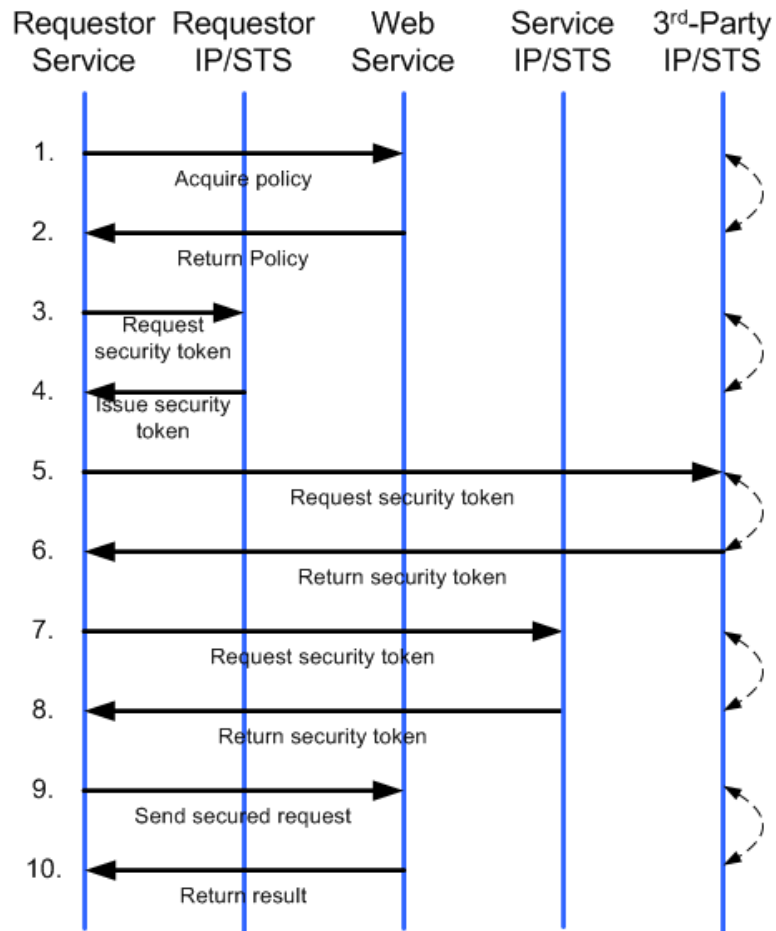 Requestor Service
Requestor IP/STS
Web Service
Service IP/STS
3rd-Party IP/STS
1.
Acquire policy
2.
Return Policy
3.
Request
security token
4.
Issue security
token
5.
Request security token
6.
Return security token
7.
Request security token
8.
Return security token
9.
Send secured request
10.
Return result